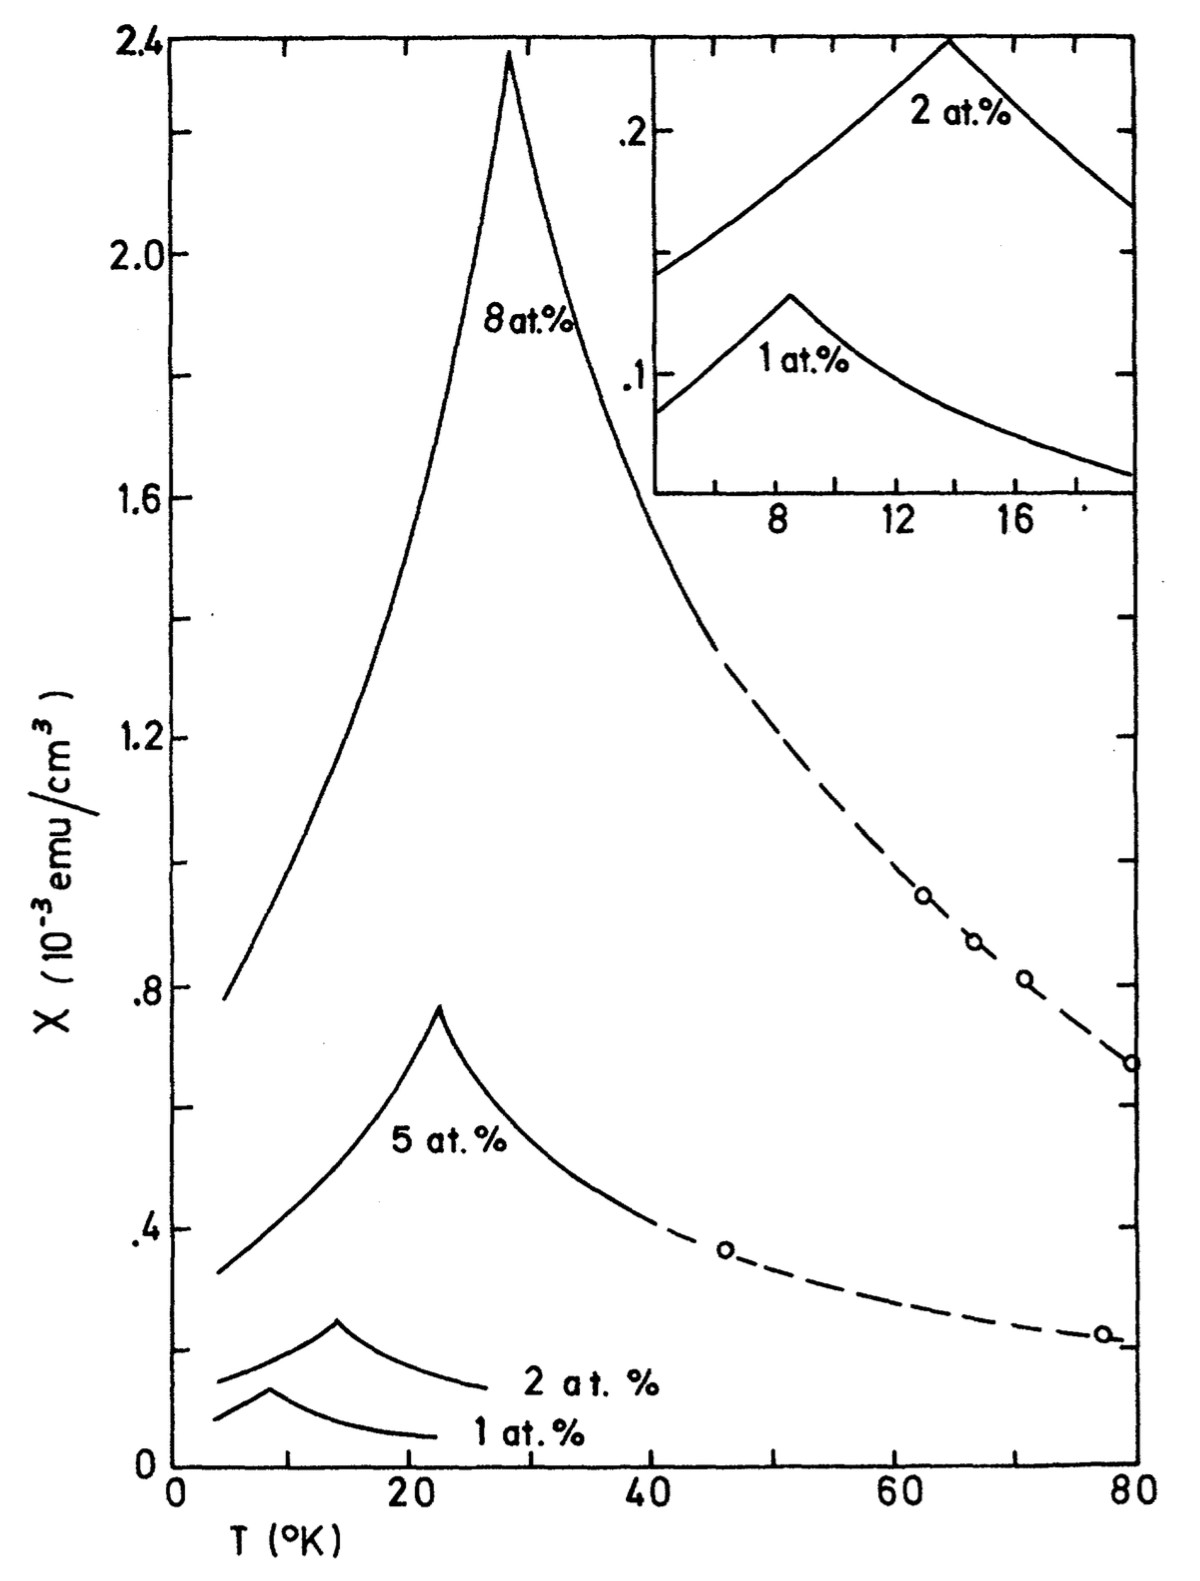 2.4
2.0
1.6
1.2
.8
.4
0
0 20 40 60 80
T (°K)
X (10⁻³ emu/cm³)
8 at.%
5 at.%
2 at. %
1 at.%
.2
.1
2 at.%
1 at.%
8 12 16